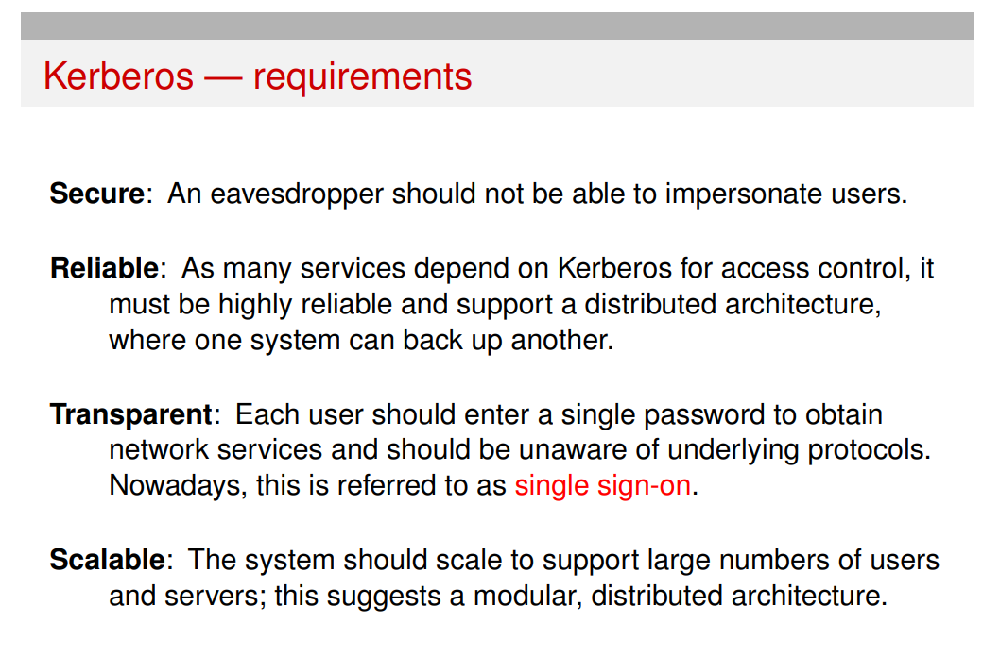 Kerberos — requirements
Secure: An eavesdropper should not be able to impersonate users.
Reliable: As many services depend on Kerberos for access control, it
must be highly reliable and support a distributed architecture,
where one system can back up another.
Transparent: Each user should enter a single password to obtain
network services and should be unaware of underlying protocols.
Nowadays, this is referred to as single sign-on.
Scalable: The system should scale to support large numbers of users
and servers; this suggests a modular, distributed architecture.